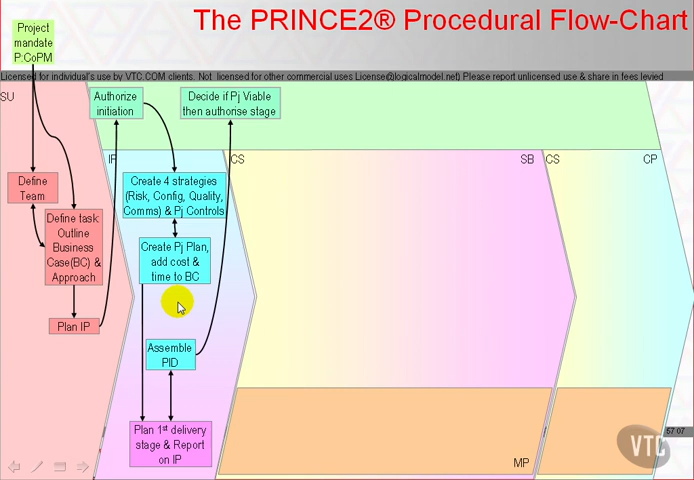 The PRINCE2® Procedural Flow-Chart
Project
mandate
P:CoPM
Licensed for individual's use by VTC.COM clients. Not licensed for other commercial uses License@logicalmodel.net) Please report unlicensed use & share in fees levied
SU
Authorize
initiation
Decide if Pj Viable
then authorise stage
IP
CS
SB
CS
CP
Define
Team
Create 4 strategies
(Risk, Config, Quality,
Comms) & Pj Controls
Define task:
Outline
Business
Case(BC) &
Approach
Create Pj Plan,
add cost &
time to BC
Plan IP
Assemble
PID
Plan 1st delivery
stage & Report
on IP
MP
57 07
VTC